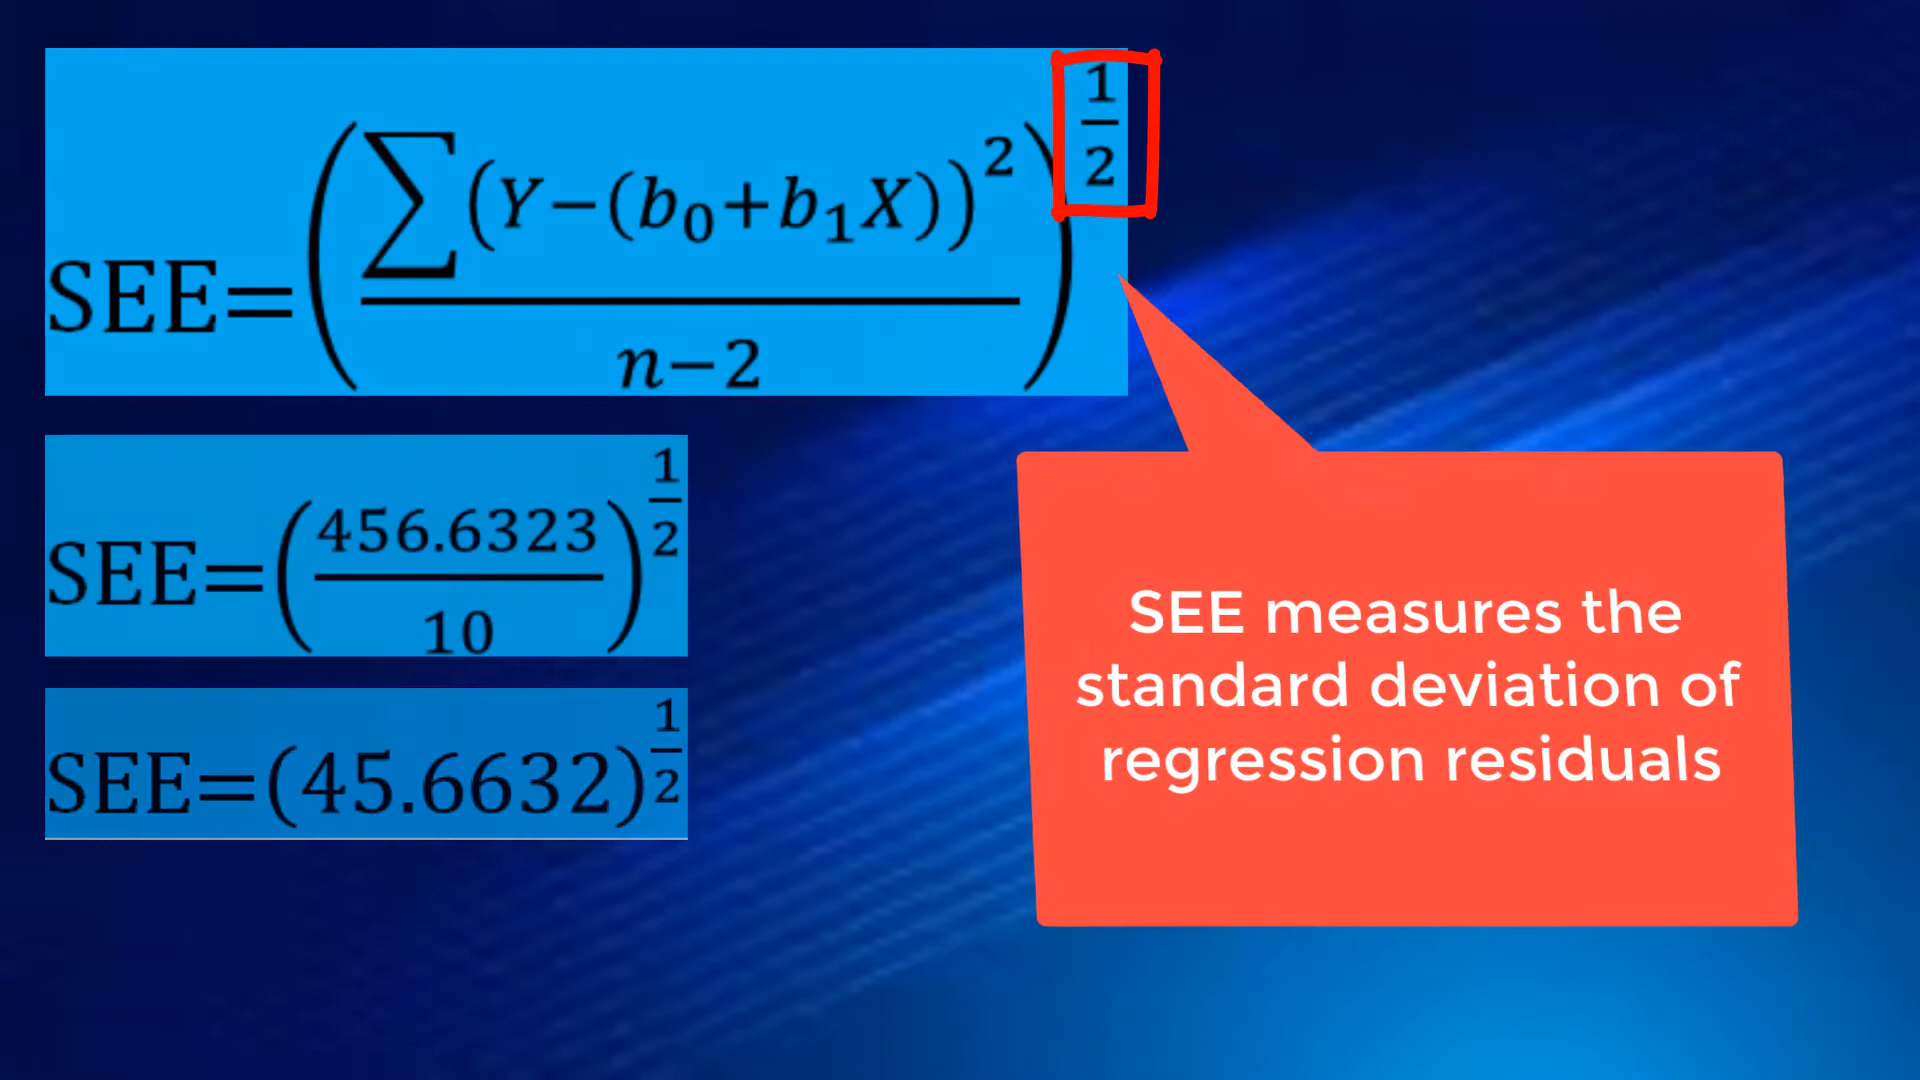 SEE=(∑(Y−(b₀+b₁X))²/n−2)^1/2
SEE=(456.6323/10)^1/2
SEE=(45.6632)^1/2
SEE measures the
standard deviation of
regression residuals